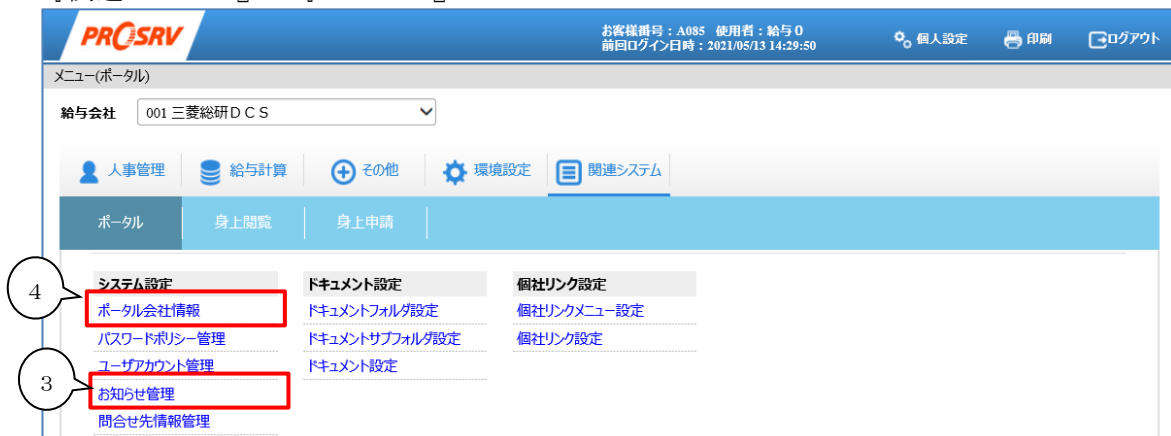 PROSRV
お客様番号：A085 使用者：給与０
前回ログイン日時：2021/05/13 14:29:50
個人設定
印刷
ログアウト
メニュー(ポータル)
給与会社 001 三菱総研ＤＣＳ
人事管理 給与計算 その他 環境設定 関連システム
ポータル 身上閲覧 身上申請
システム設定 ドキュメント設定 個社リンク設定
4 ポータル会社情報 ドキュメントフォルダ設定 個社リンクメニュー設定
パスワードポリシー管理 ドキュメントサブフォルダ設定 個社リンク設定
ユーザアカウント管理 ドキュメント設定
3 お知らせ管理
問合せ先情報管理